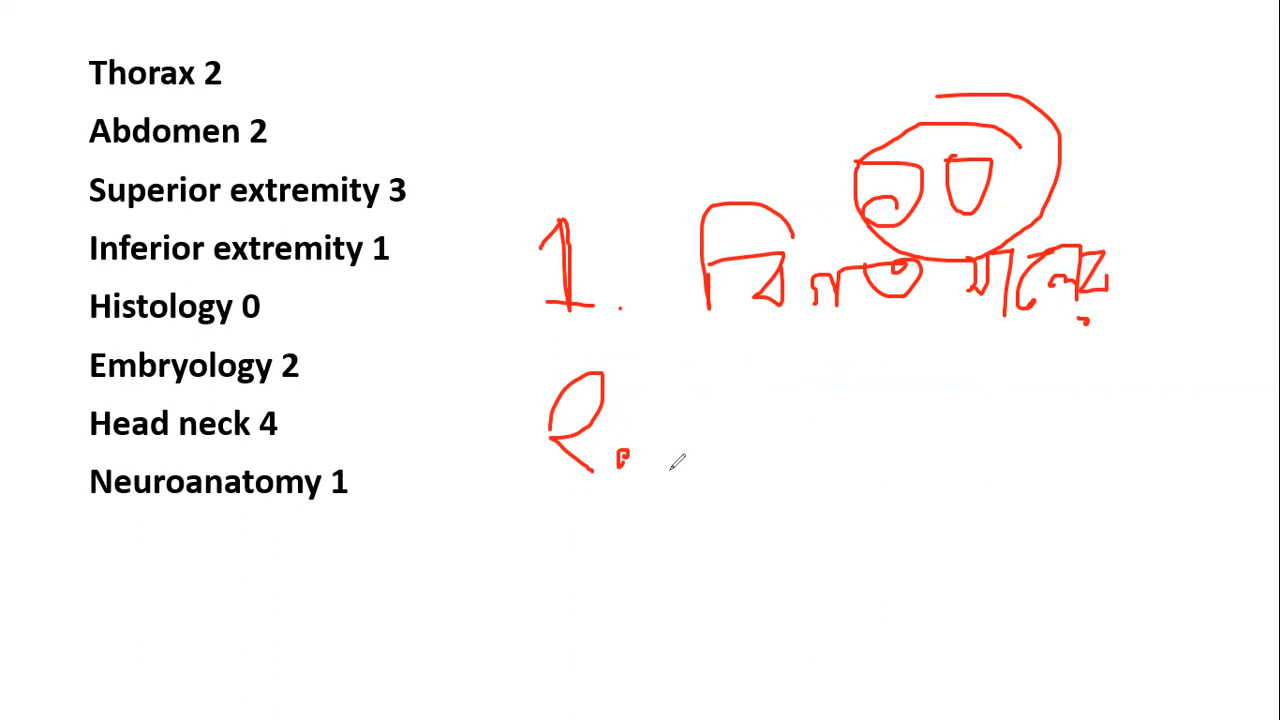 Thorax 2
Abdomen 2
Superior extremity 3
Inferior extremity 1
Histology 0
Embryology 2
Head neck 4
Neuroanatomy 1
1.